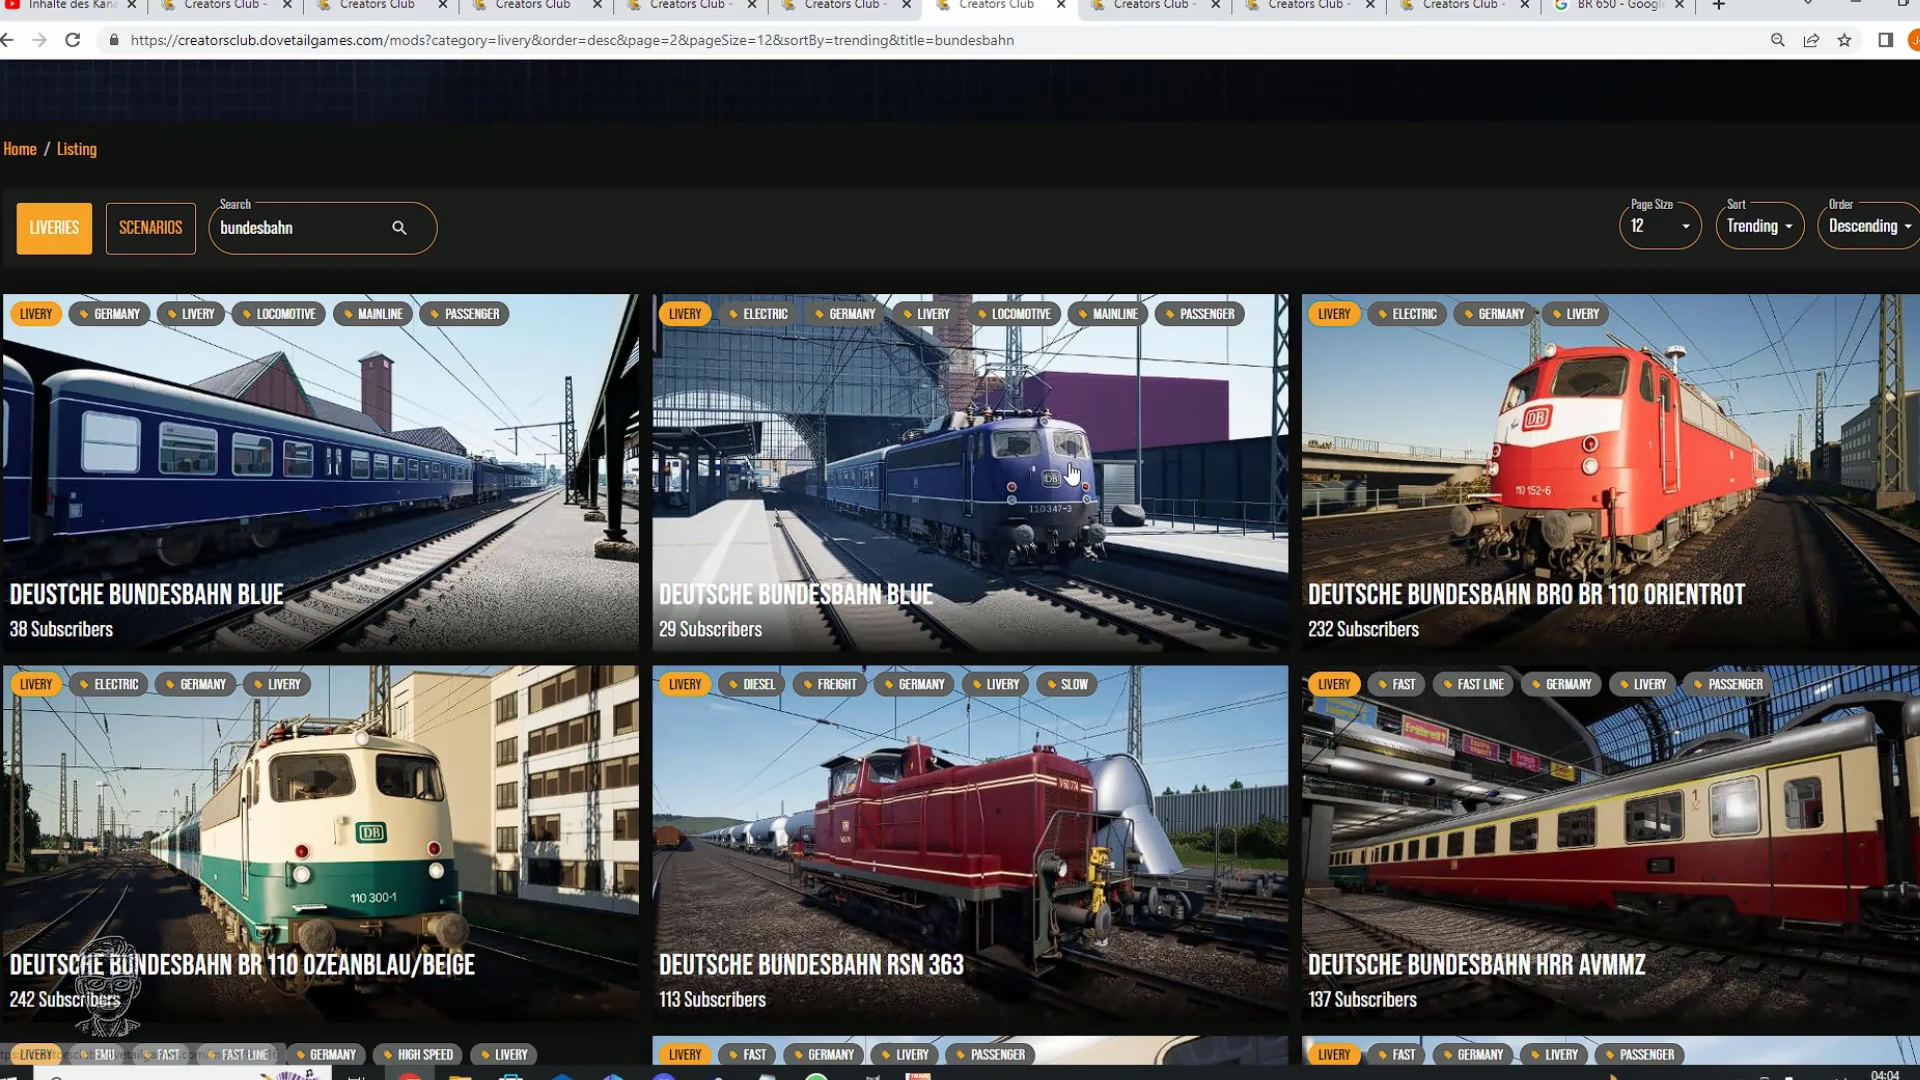 Inhalte des Kana
Creators Club -
Creators Club
Creators Club
Creators Club -
Creators Club -
Creators Club
Creators Club -
Creators Club -
Creators Club -
BR 650 - Google
https://creatorsclub.dovetailgames.com/mods?category=livery&order=desc&page=2&pageSize=12&sortBy=trending&title=bundesbahn
Home / Listing
LIVERIES
SCENARIOS
Search
bundesbahn
Page Size
12
Sort
Trending
Order
Descending
LIVERY GERMANY LIVERY LOCOMOTIVE MAINLINE PASSENGER
DEUSTCHE BUNDESBAHN BLUE
38 Subscribers
LIVERY ELECTRIC GERMANY LIVERY LOCOMOTIVE MAINLINE PASSENGER
DB
110 347-3
DEUTSCHE BUNDESBAHN BLUE
29 Subscribers
LIVERY ELECTRIC GERMANY LIVERY
DB
110 152-6
DEUTSCHE BUNDESBAHN BRO BR 110 ORIENTROT
232 Subscribers
LIVERY ELECTRIC GERMANY LIVERY
DB
110 300-1
DEUTSCHE BUNDESBAHN BR 110 OZEANBLAU/BEIGE
242 Subscribers
LIVERY DIESEL FREIGHT GERMANY LIVERY SLOW
DEUTSCHE BUNDESBAHN RSN 363
113 Subscribers
LIVERY FAST FAST LINE GERMANY LIVERY PASSENGER
1
DEUTSCHE BUNDESBAHN HRR AVMMZ
137 Subscribers
LIVERY EMU FAST FAST LINE GERMANY HIGH SPEED LIVERY
LIVERY FAST GERMANY LIVERY PASSENGER
LIVERY FAST GERMANY LIVERY PASSENGER
04:04